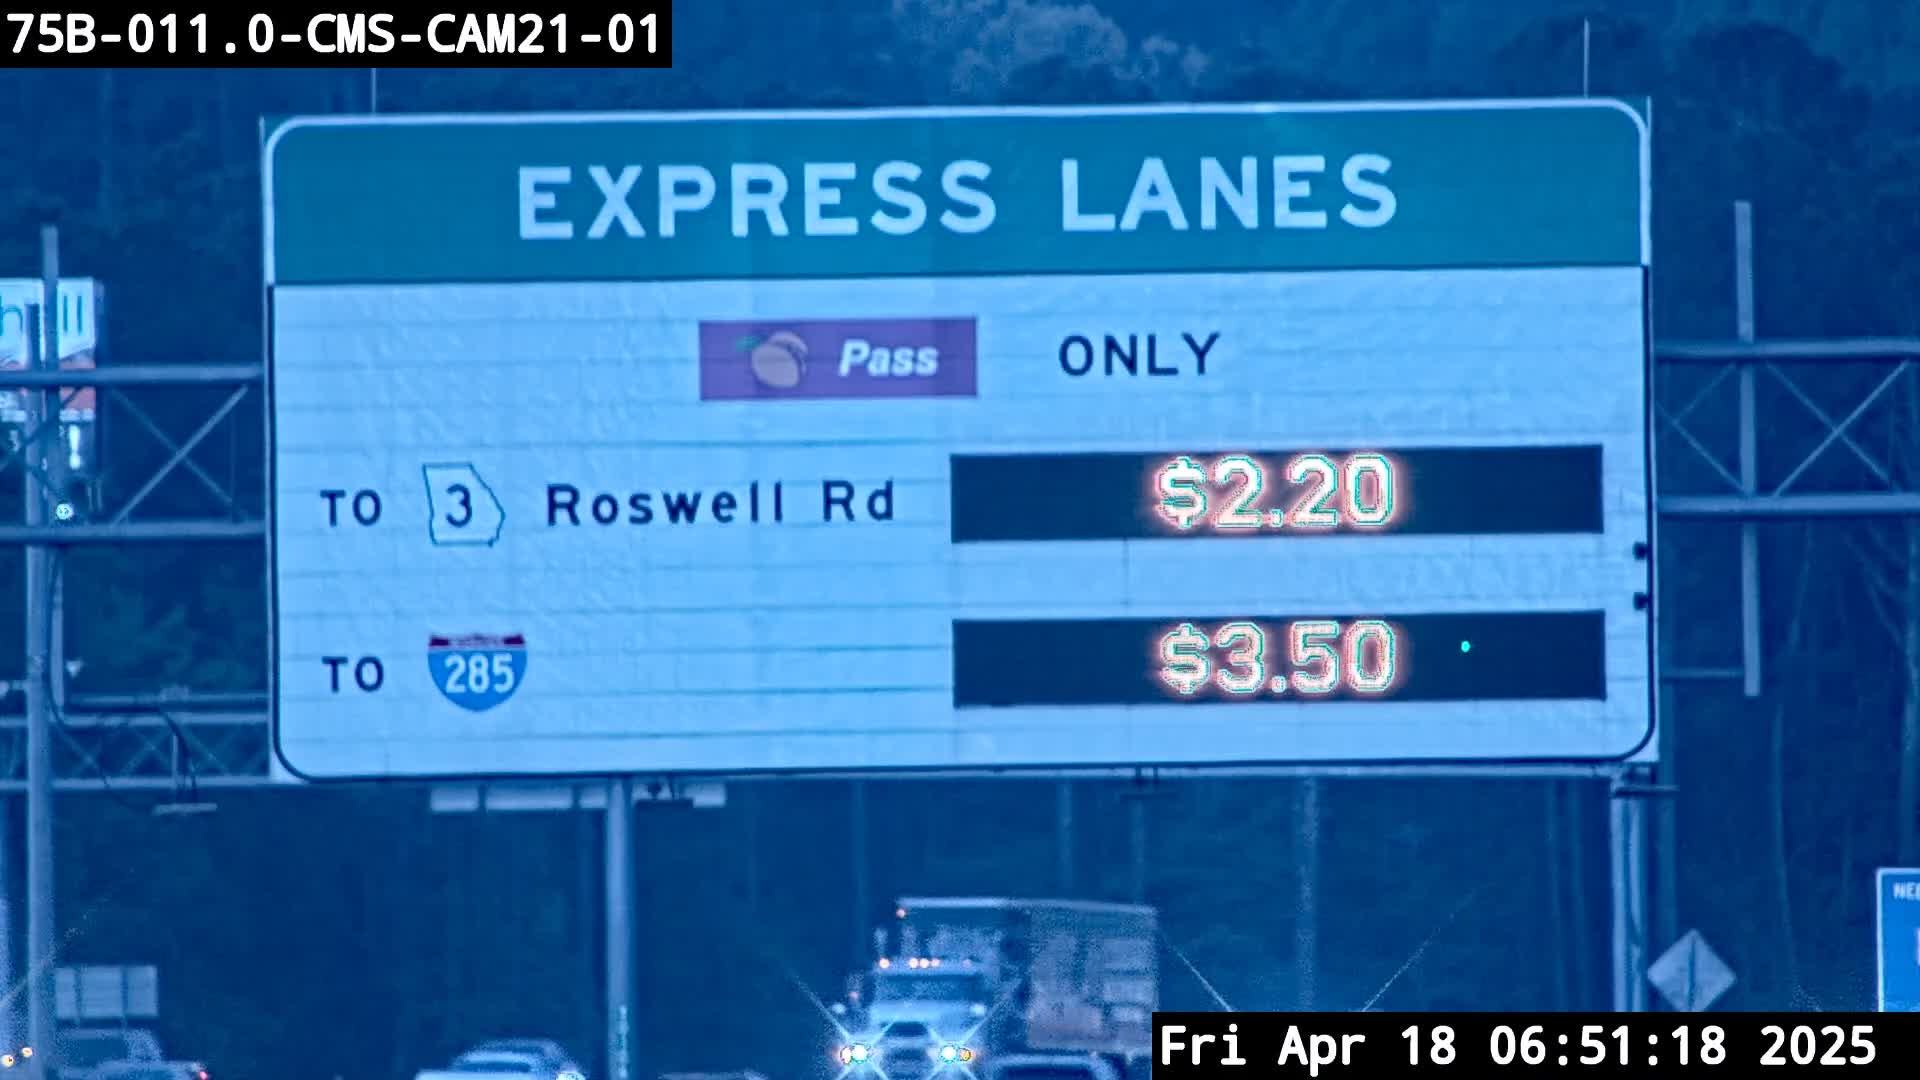 75B-011.0-CMS-CAM21-01
EXPRESS LANES
Pass ONLY
TO 3 Roswell Rd $2.20
TO 285 $3.50
Fri Apr 18 06:51:18 2025